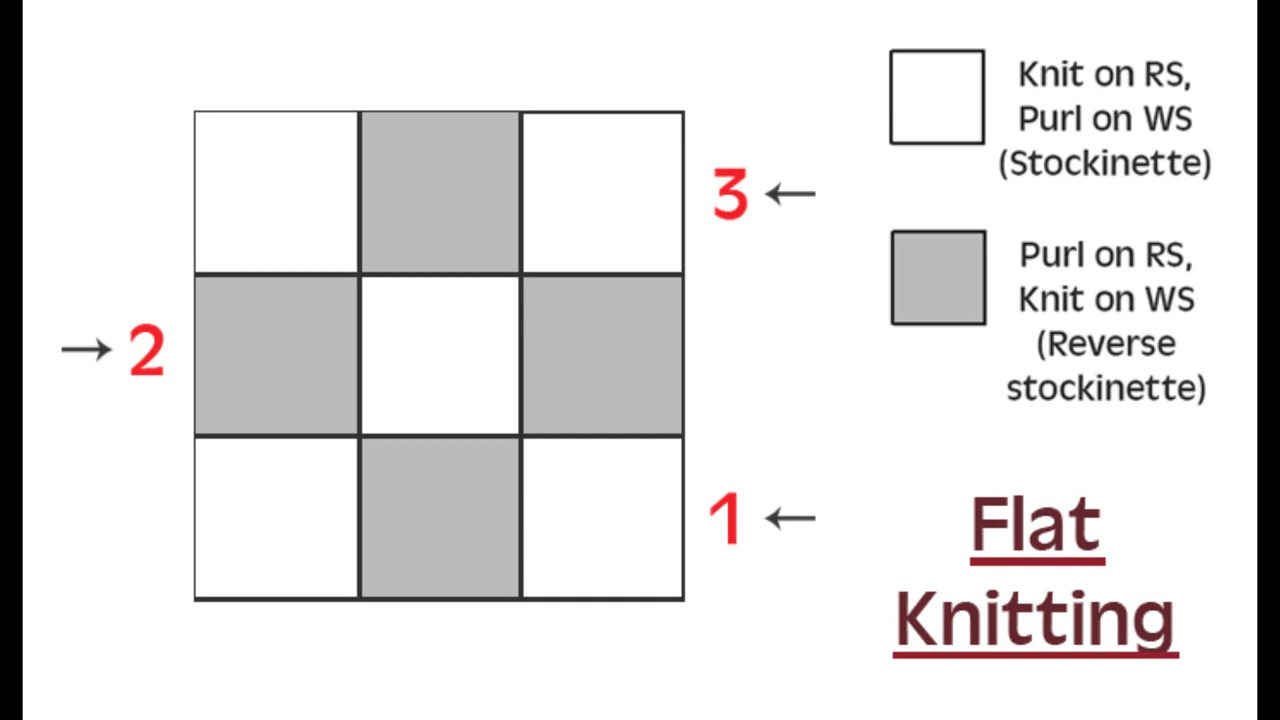 Knit on RS,
Purl on WS
(Stockinette)
3 ←
Purl on RS,
Knit on WS
(Reverse
stockinette)
→ 2
1 ←
Flat
Knitting